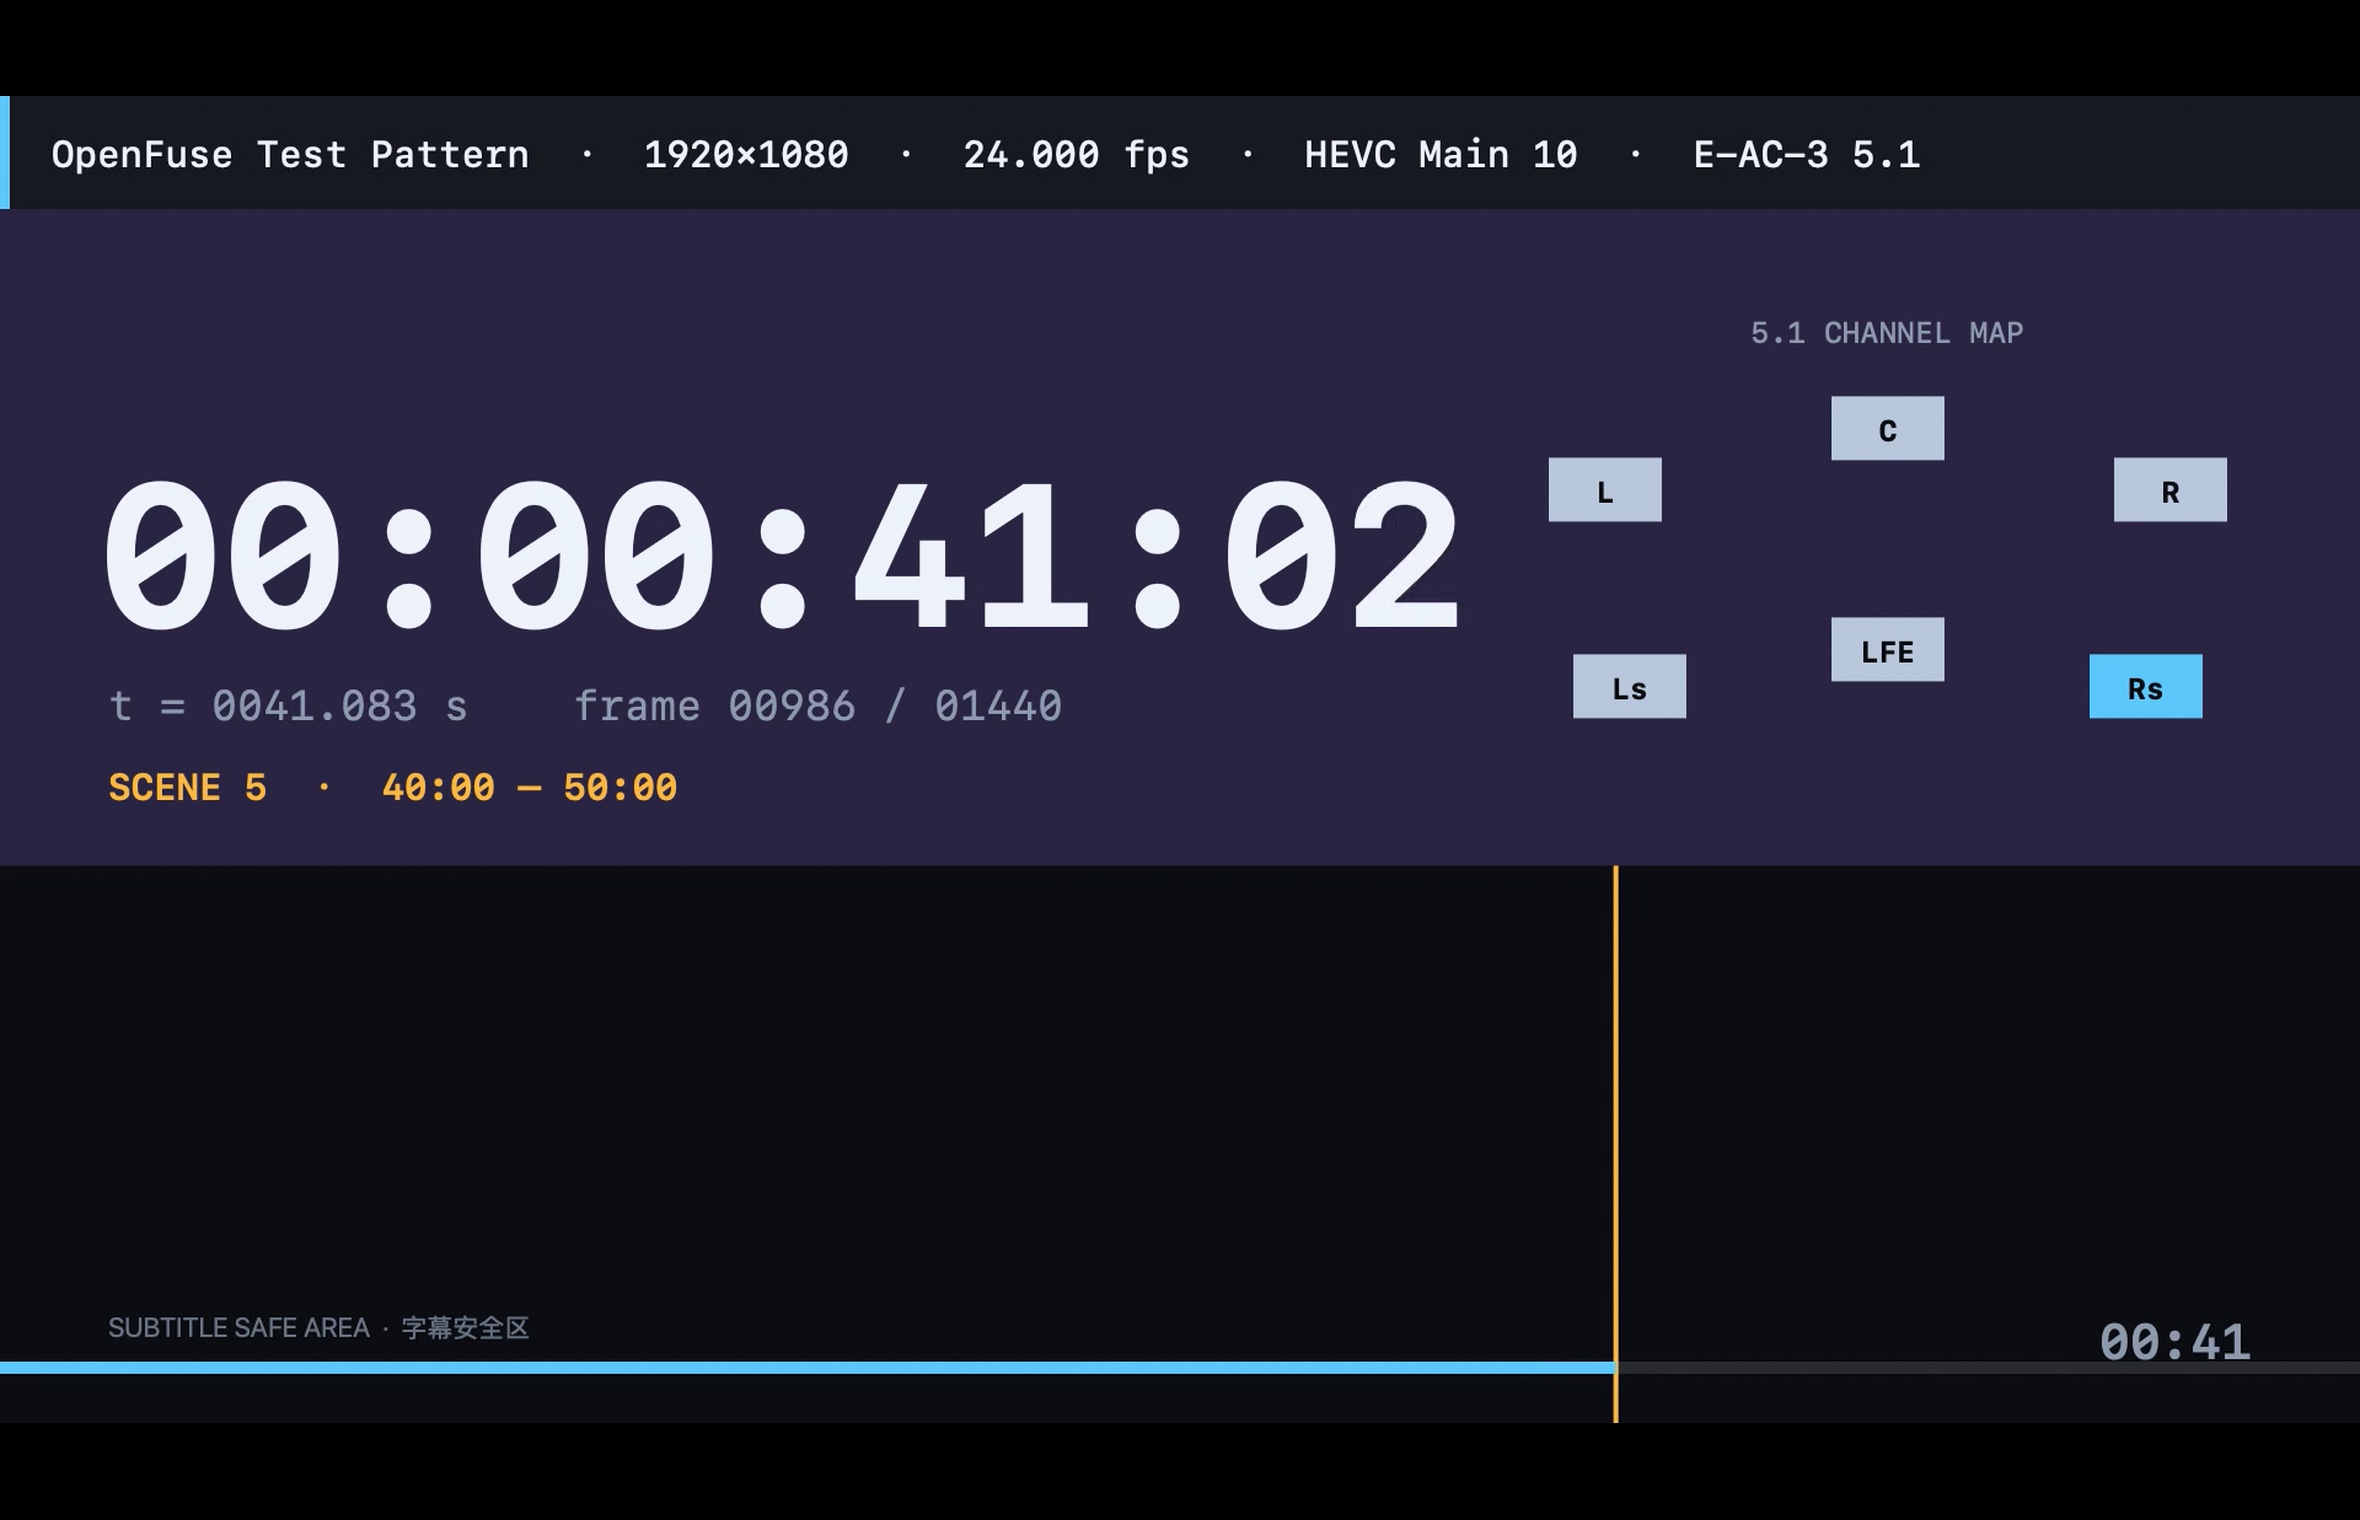 OpenFuse Test Pattern · 1920×1080 · 24.000 fps · HEVC Main 10 · E–AC–3 5.1
5.1 CHANNEL MAP
C
L
R
00:00:41:02
LFE
Ls
Rs
t = 0041.083 s frame 00986 / 01440
SCENE 5 · 40:00 — 50:00
SUBTITLE SAFE AREA · 字幕安全区
00:41